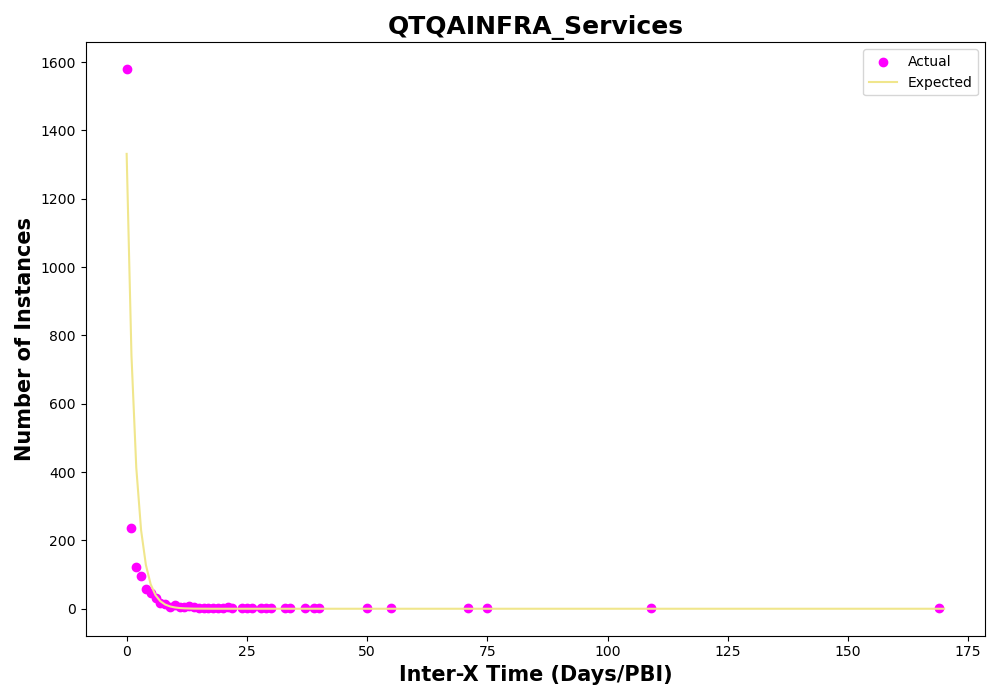 QTQAINFRA_Services
Actual
Expected
Number of Instances
1600
1400
1200
1000
800
600
400
200
0
0 25 50 75 100 125 150 175
Inter-X Time (Days/PBI)